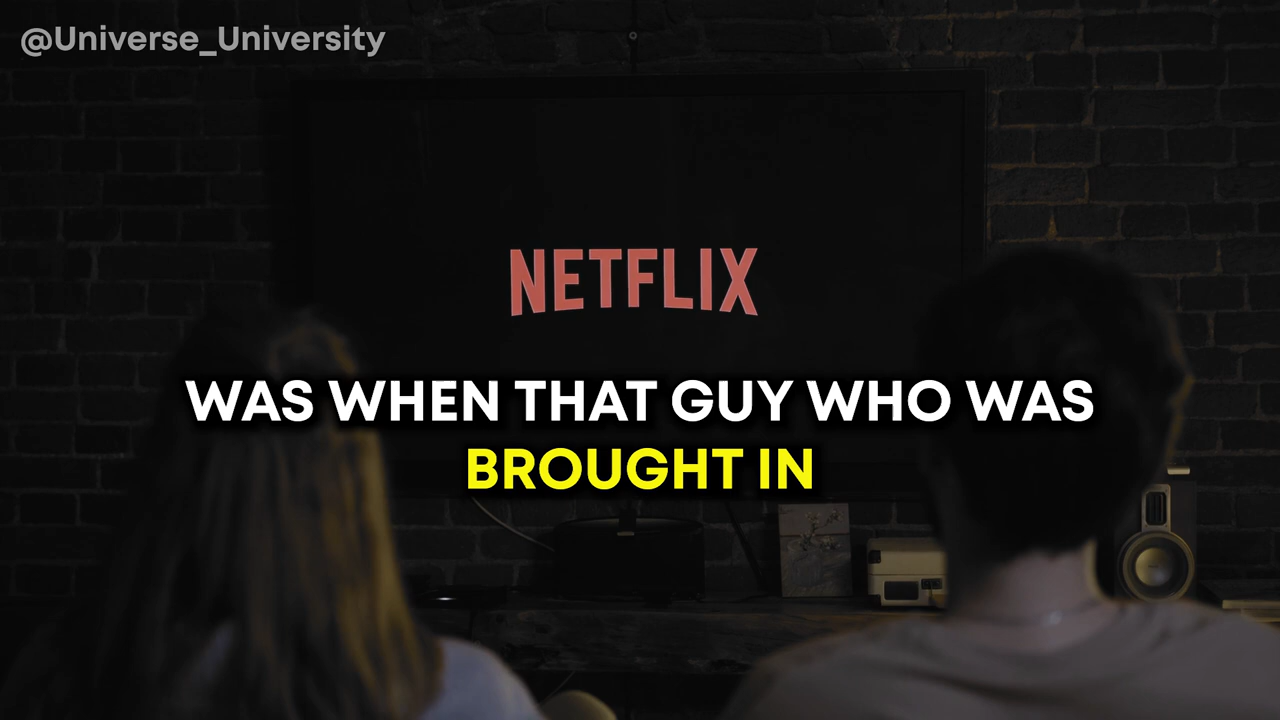 @Universe_University
NETFLIX
WAS WHEN THAT GUY WHO WAS
BROUGHT IN